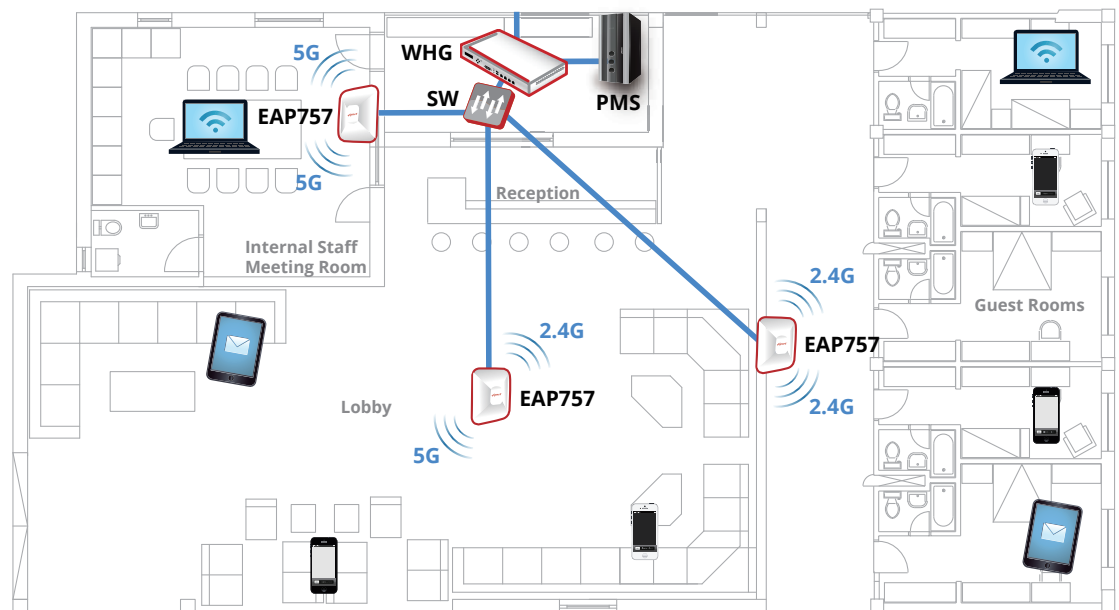 5G
WHG
SW
PMS
EAP757
5G
Reception
Internal Staff
Meeting Room
2.4G
Guest Rooms
2.4G
EAP757
EAP757
2.4G
Lobby
5G